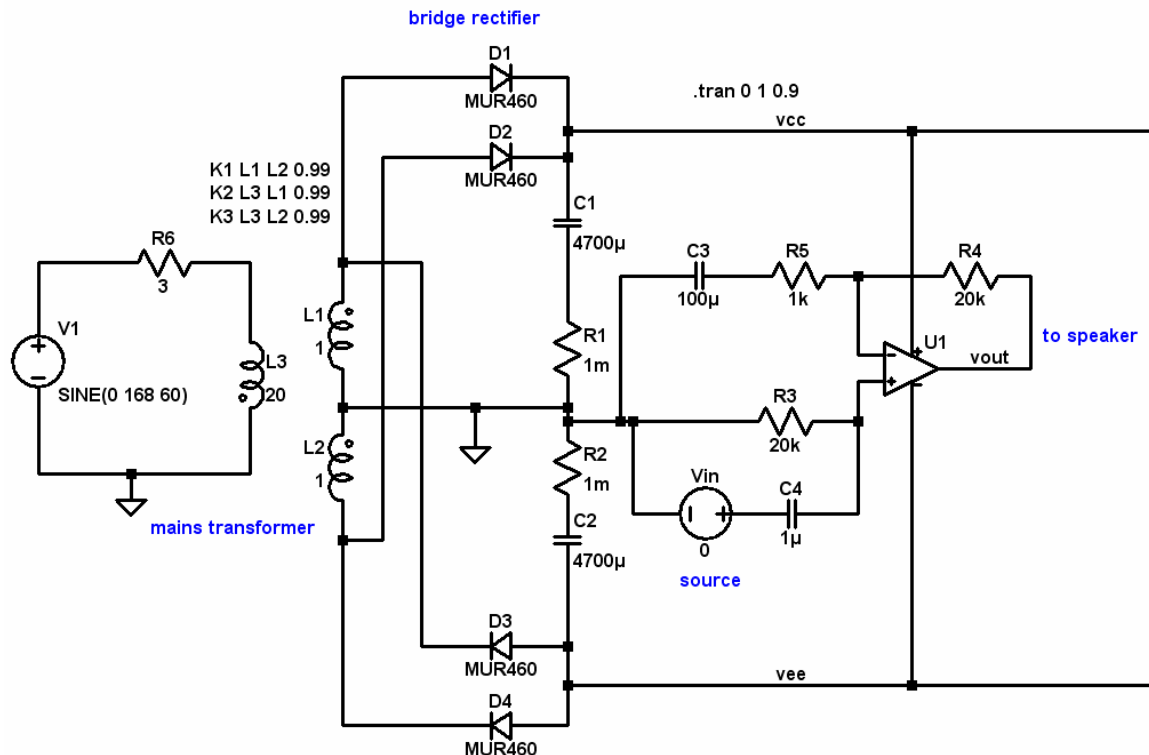 bridge rectifier
D1
MUR460
.tran 0 1 0.9
vcc
D2
MUR460
K1 L1 L2 0.99
K2 L3 L1 0.99
K3 L3 L2 0.99
C1
4700µ
R6
3
C3
100µ
R5
1k
R4
20k
V1
SINE(0 168 60)
L3
20
L1
1
R1
1m
U1
vout
to speaker
L2
1
R2
1m
R3
20k
Vin
0
C4
1µ
mains transformer
C2
4700µ
source
D3
MUR460
vee
D4
MUR460